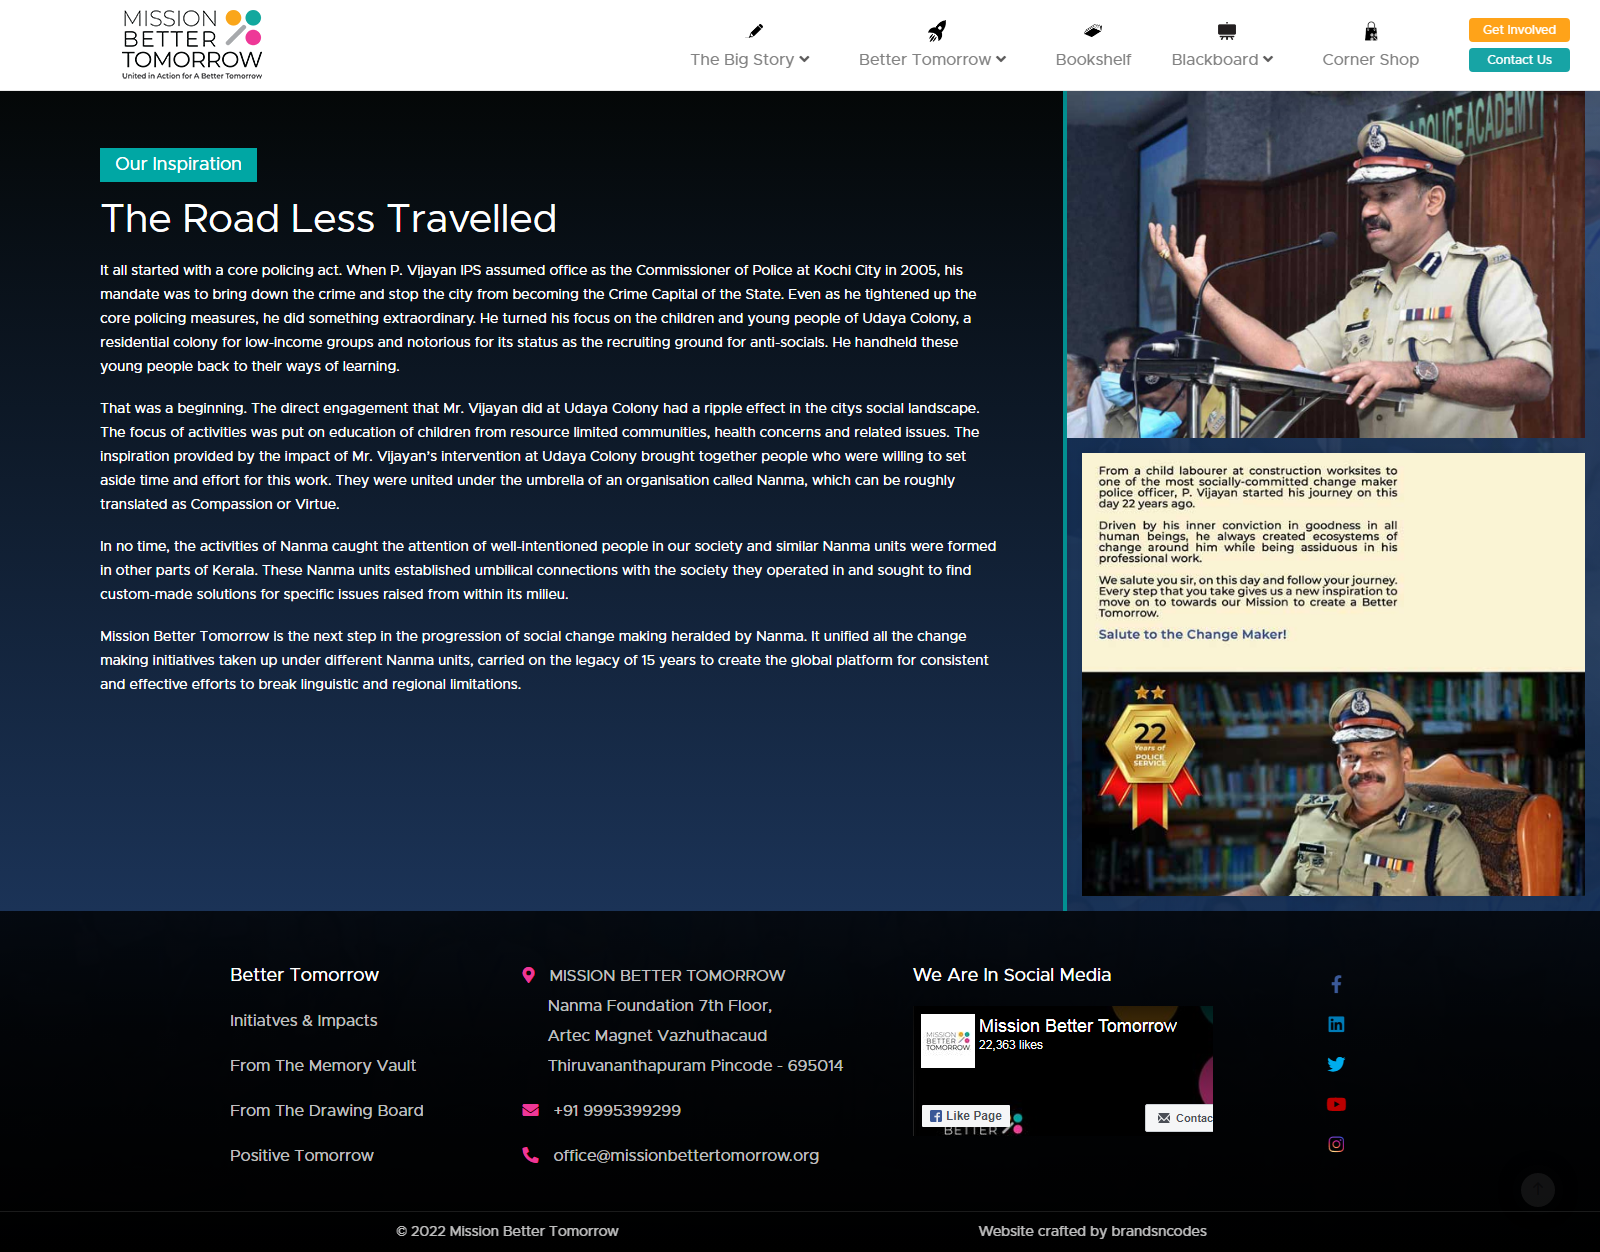 MISSION
BETTER
TOMORROW
United in Action for A Better Tomorrow
The Big Story
Better Tomorrow
Bookshelf
Blackboard
Corner Shop
Get Involved
Contact Us
Our Inspiration
The Road Less Travelled
It all started with a core policing act. When P. Vijayan IPS assumed office as the Commissioner of Police at Kochi City in 2005, his
mandate was to bring down the crime and stop the city from becoming the Crime Capital of the State. Even as he tightened up the
core policing measures, he did something extraordinary. He turned his focus on the children and young people of Udaya Colony, a
residential colony for low-income groups and notorious for its status as the recruiting ground for anti-socials. He handheld these
young people back to their ways of learning.
That was a beginning. The direct engagement that Mr. Vijayan did at Udaya Colony had a ripple effect in the citys social landscape.
The focus of activities was put on education of children from resource limited communities, health concerns and related issues. The
inspiration provided by the impact of Mr. Vijayan’s intervention at Udaya Colony brought together people who were willing to set
aside time and effort for this work. They were united under the umbrella of an organisation called Nanma, which can be roughly
translated as Compassion or Virtue.
In no time, the activities of Nanma caught the attention of well-intentioned people in our society and similar Nanma units were formed
in other parts of Kerala. These Nanma units established umbilical connections with the society they operated in and sought to find
custom-made solutions for specific issues raised from within its milieu.
Mission Better Tomorrow is the next step in the progression of social change making heralded by Nanma. It unified all the change
making initiatives taken up under different Nanma units, carried on the legacy of 15 years to create the global platform for consistent
and effective efforts to break linguistic and regional limitations.
POLICE ACADEMY
From a child labourer at construction worksites to
one of the most socially-committed change maker
police officer, P. Vijayan started his journey on this
day 22 years ago.
Driven by his inner conviction in goodness in all
human beings, he always created ecosystems of
change around him while being assiduous in his
professional work.
We salute you sir, on this day and follow your journey.
Every step that you take gives us a new inspiration to
move on to towards our Mission to create a Better
Tomorrow.
Salute to the Change Maker!
22
Years of
POLICE
SERVICE
Better Tomorrow
Initiatves & Impacts
From The Memory Vault
From The Drawing Board
Positive Tomorrow
MISSION BETTER TOMORROW
Nanma Foundation 7th Floor,
Artec Magnet Vazhuthacaud
Thiruvananthapuram Pincode - 695014
+91 9995399299
office@missionbettertomorrow.org
We Are In Social Media
MISSION
BETTER
TOMORROW
Mission Better Tomorrow
22,363 likes
Like Page
Contac
BETTER
© 2022 Mission Better Tomorrow
Website crafted by brandsncodes